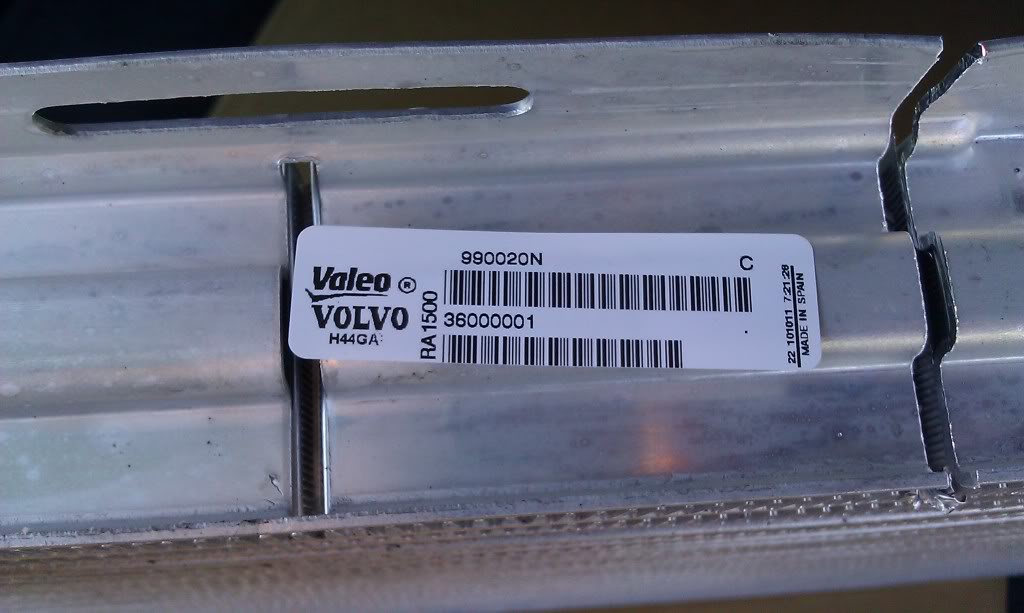 990020N
C
Valeo ®
VOLVO
H44GA
RA1500
36000001
22 101011 7:21:28
MADE IN SPAIN